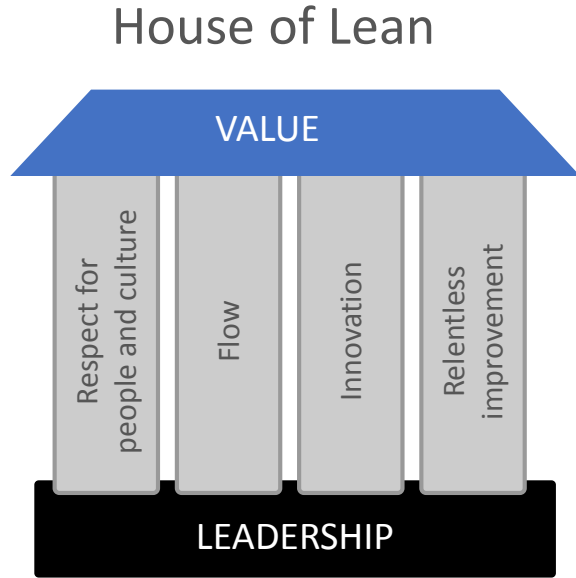 House of Lean
VALUE
Respect for
people and culture
Flow
Innovation
Relentless
improvement
LEADERSHIP